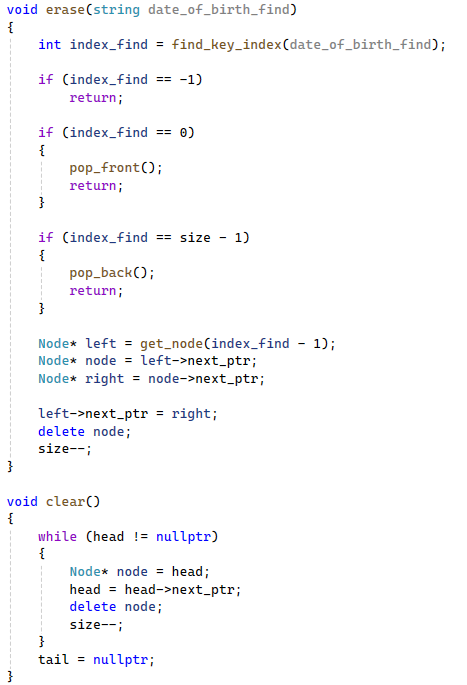 void erase(string date_of_birth_find)
{
    int index_find = find_key_index(date_of_birth_find);

    if (index_find == -1)
        return;

    if (index_find == 0)
    {
        pop_front();
        return;
    }

    if (index_find == size - 1)
    {
        pop_back();
        return;
    }

    Node* left = get_node(index_find - 1);
    Node* node = left->next_ptr;
    Node* right = node->next_ptr;

    left->next_ptr = right;
    delete node;
    size--;
}

void clear()
{
    while (head != nullptr)
    {
        Node* node = head;
        head = head->next_ptr;
        delete node;
        size--;
    }
    tail = nullptr;
}